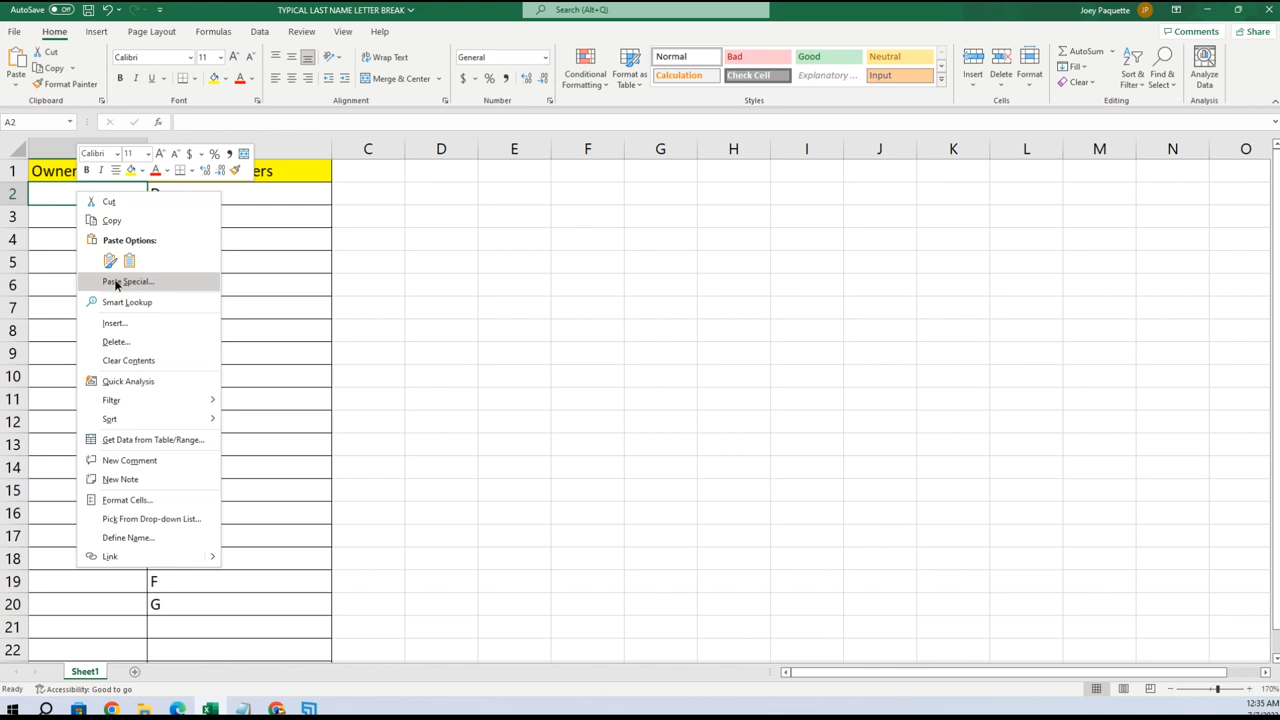 AutoSave Off TYPICAL LAST NAME LETTER BREAK Search (Alt+Q) Joey Paquette JP
File Home Insert Page Layout Formulas Data Review View Help Comments Share
Paste Cut Copy Format Painter
Calibri 11 B I U A
Wrap Text Merge & Center
General $ % ,
Conditional Formatting Format as Table
Normal Bad Good Neutral
Calculation Check Cell Explanatory ... Input
Insert Delete Format
AutoSum Fill Clear
Sort & Filter Find & Select
Analyze Data
Clipboard Font Alignment Number Styles Cells Editing Analysis
A2 fx
C D E F G H I J K L M N O
Calibri 11 A A $ % ,
B I A
1 Owner ers
2
3
4
5
6
7
8
9
10
11
12
13
14
15
16
17
18
19 F
20 G
21
22
Cut
Copy
Paste Options:
Paste Special...
Smart Lookup
Insert...
Delete...
Clear Contents
Quick Analysis
Filter
Sort
Get Data from Table/Range...
New Comment
New Note
Format Cells...
Pick From Drop-down List...
Define Name...
Link
Sheet1
Ready Accessibility: Good to go 170%
12:35 AM